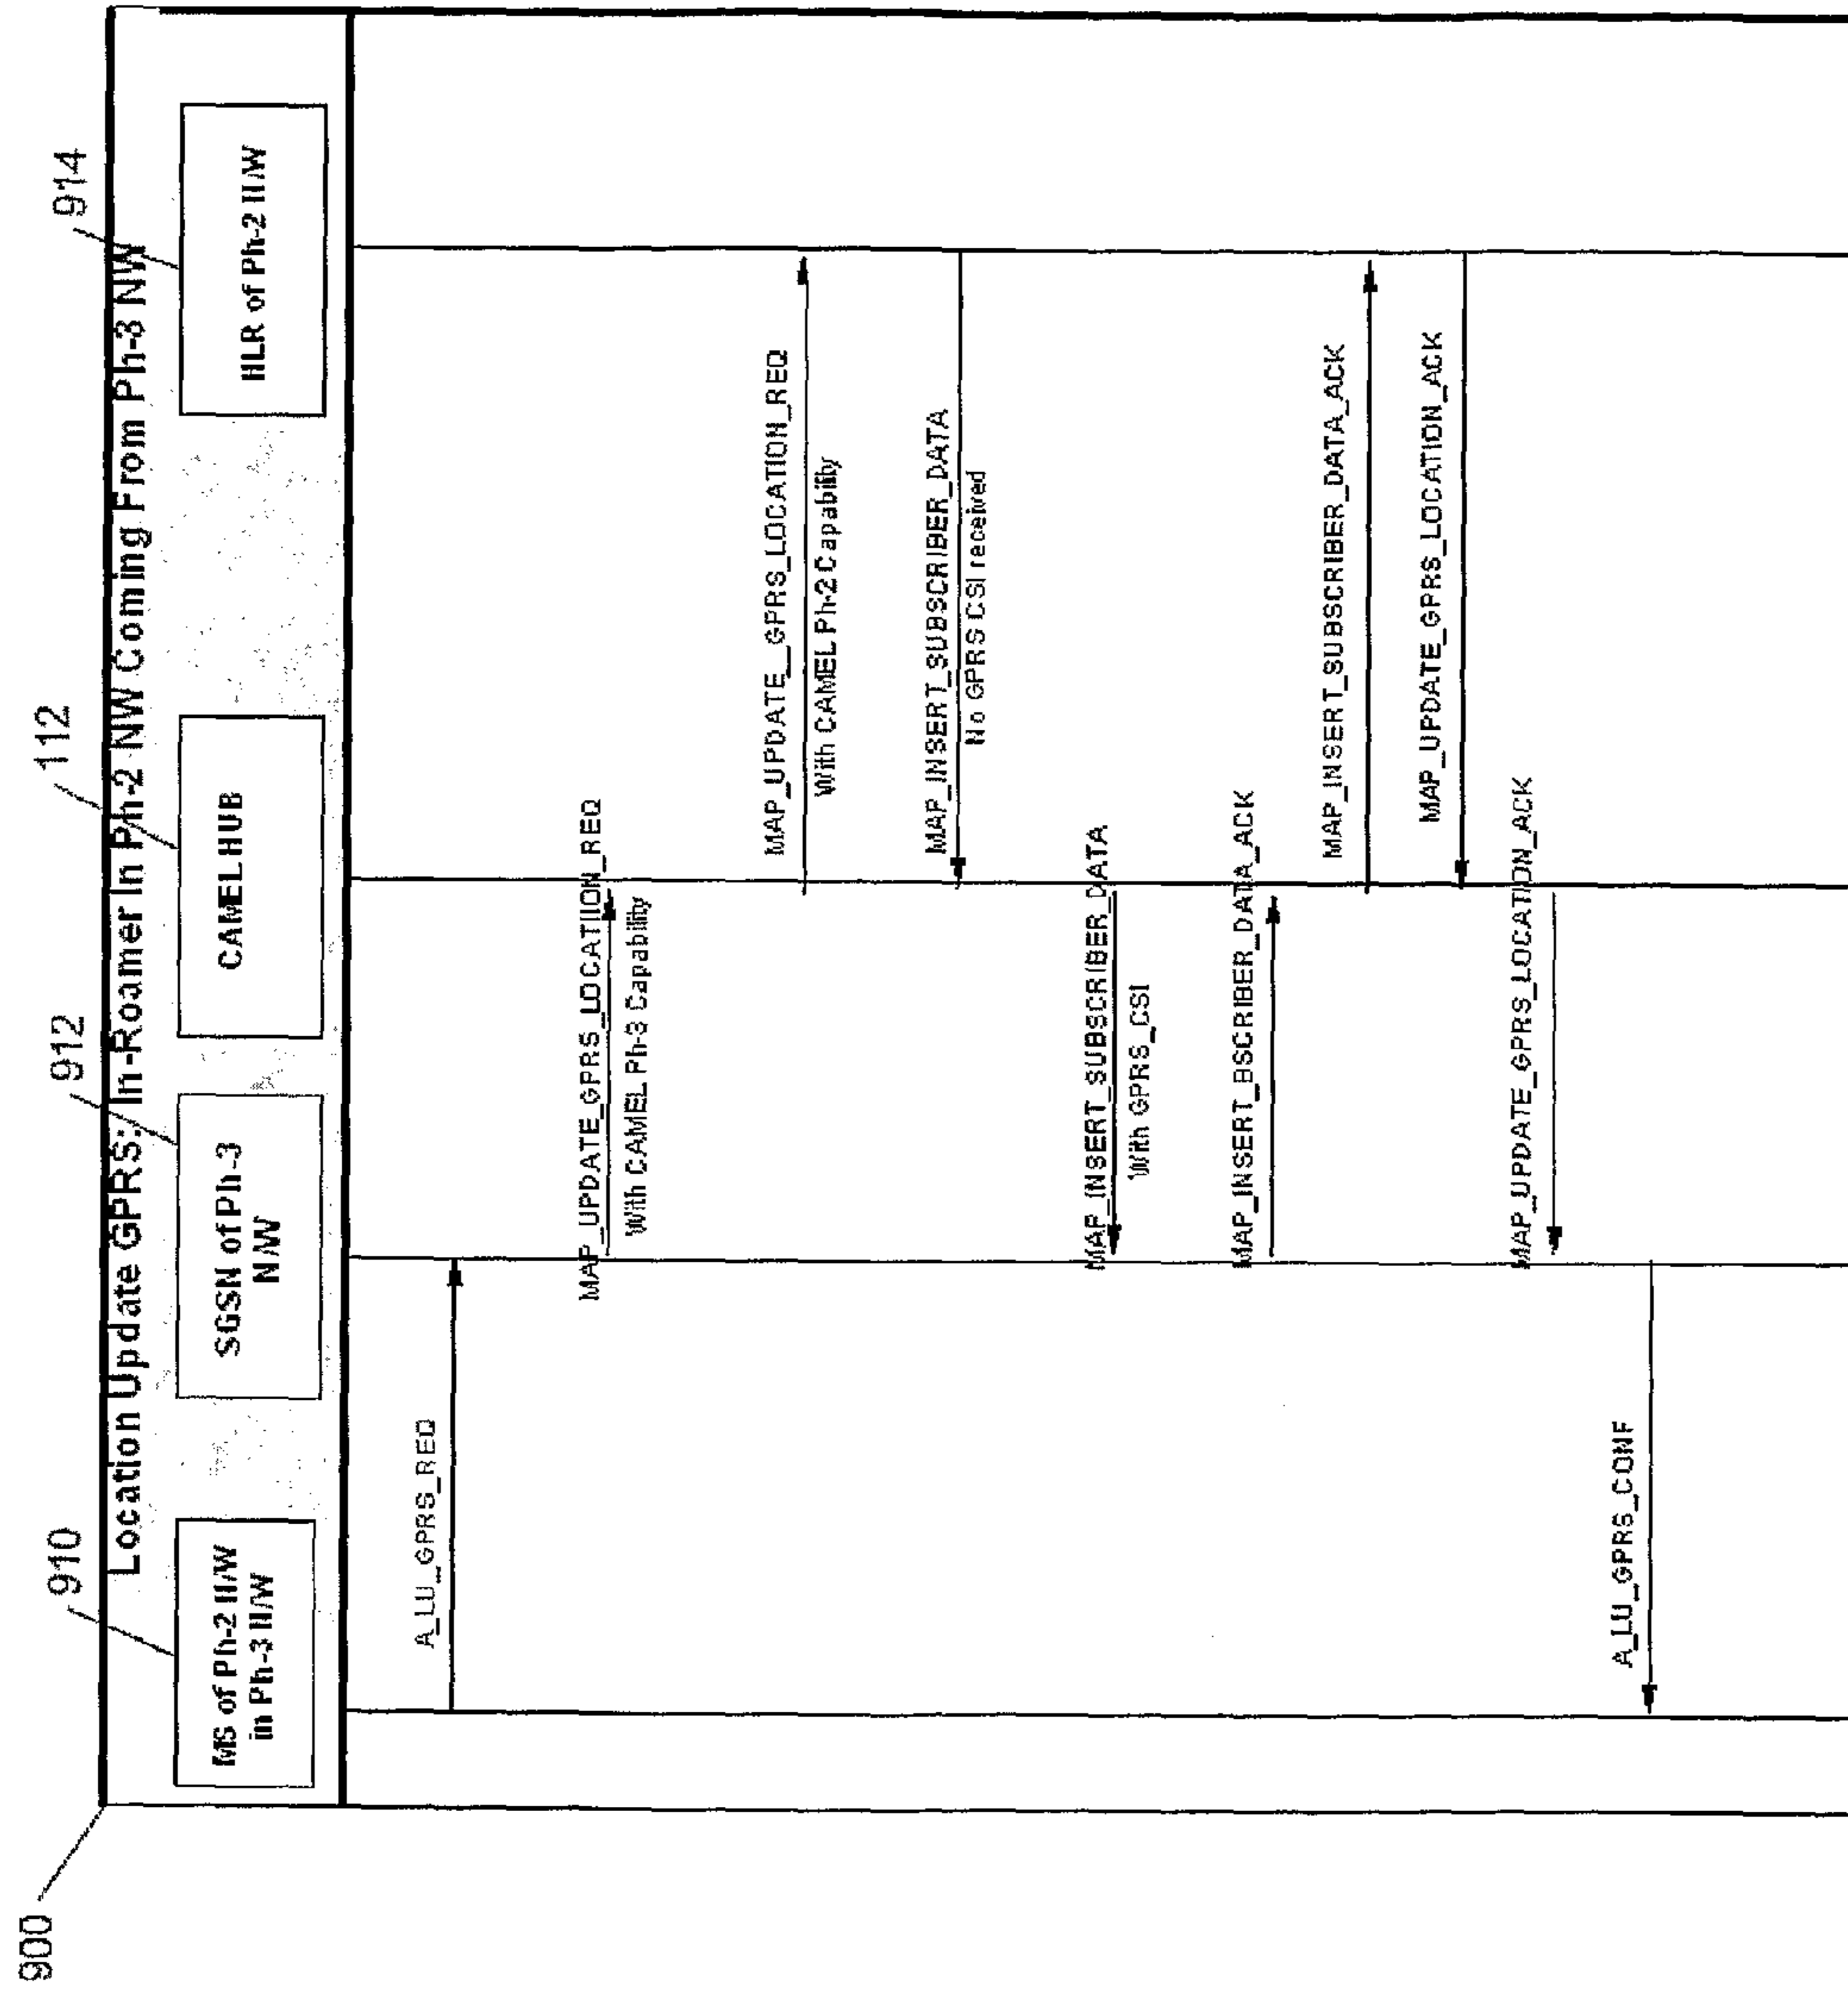 900
Location Update GPRS: In-Roamer In Ph-2 NW Coming From Ph-3 NW
910
912
112
914
MS of Ph-2 N/W
in Ph-3 N/W
SGSN of Ph-3
N/W
CAMELHUB
HLR of Ph-2 N/W
A_LU_GPRS_REQ
MAP_UPDATE_GPRS_LOCATION_REQ
With CAMEL Ph-3 Capability
MAP_UPDATE_GPRS_LOCATION_REQ
With CAMEL Ph-2 Capability
MAP_INSERT_SUBSCRIBER_DATA
No GPRS CSI received
MAP_INSERT_SUBSCRIBER_DATA
With GPRS_CSI
MAP_INSERT_BSCRIBER_DATA_ACK
MAP_INSERT_SUBSCRIBER_DATA_ACK
MAP_UPDATE_GPRS_LOCATION_ACK
MAP_UPDATE_GPRS_LOCATION_ACK
A_LU_GPRS_CONF